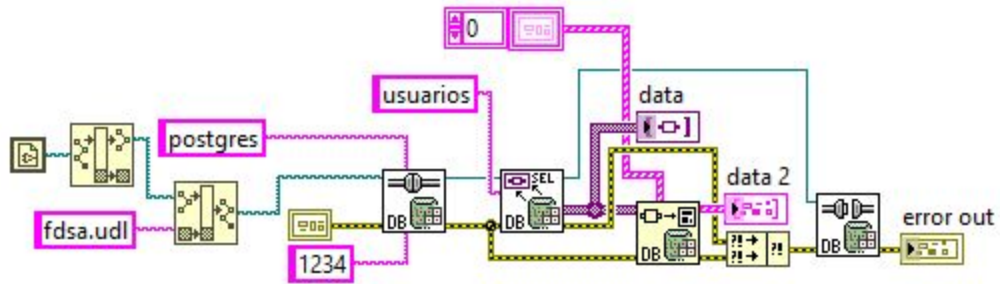 0
usuarios
data
postgres
SEL
data 2
fdsa.udl
DB
DB
error out
1234
DB
?!
?!
?!
DB